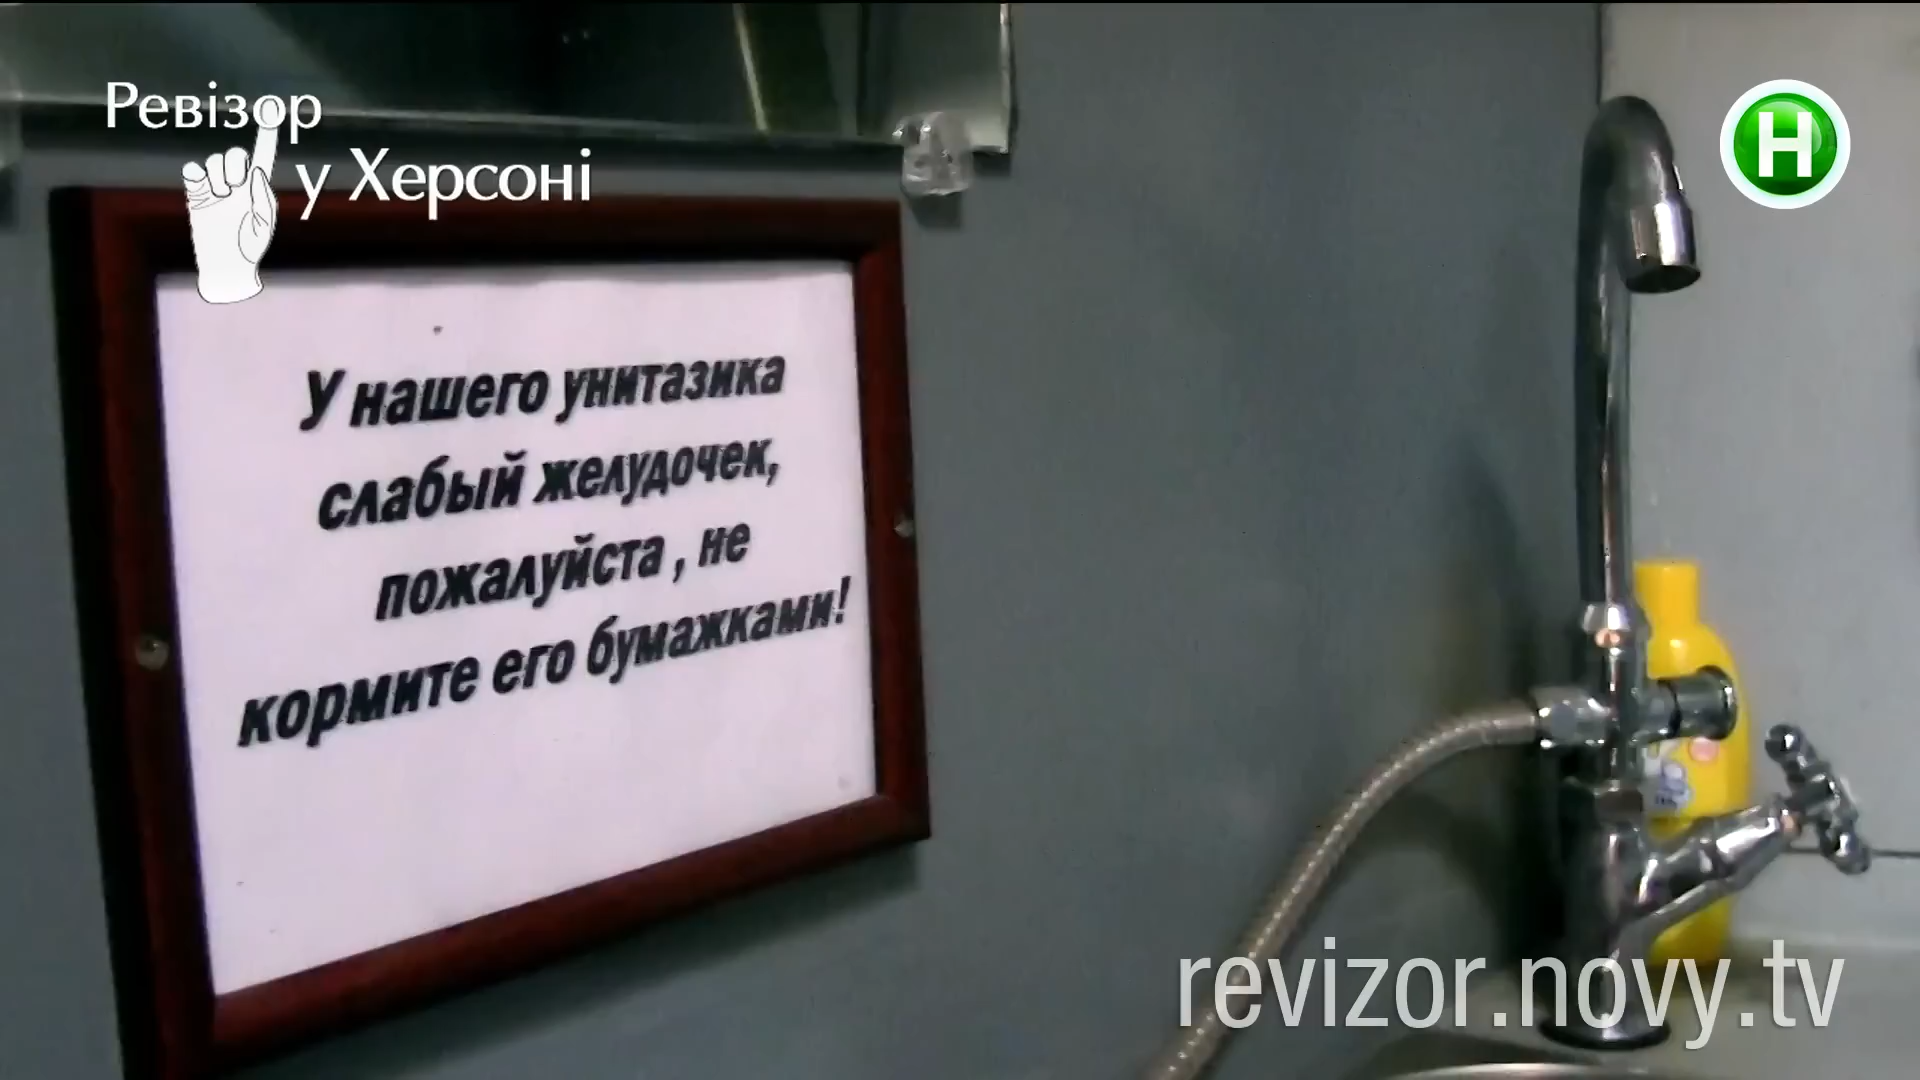 Ревізор
у Херсоні
Н
У нашего унитазика
слабый желудочек,
пожалуйста , не
кормите его бумажками!
revizor.novy.tv